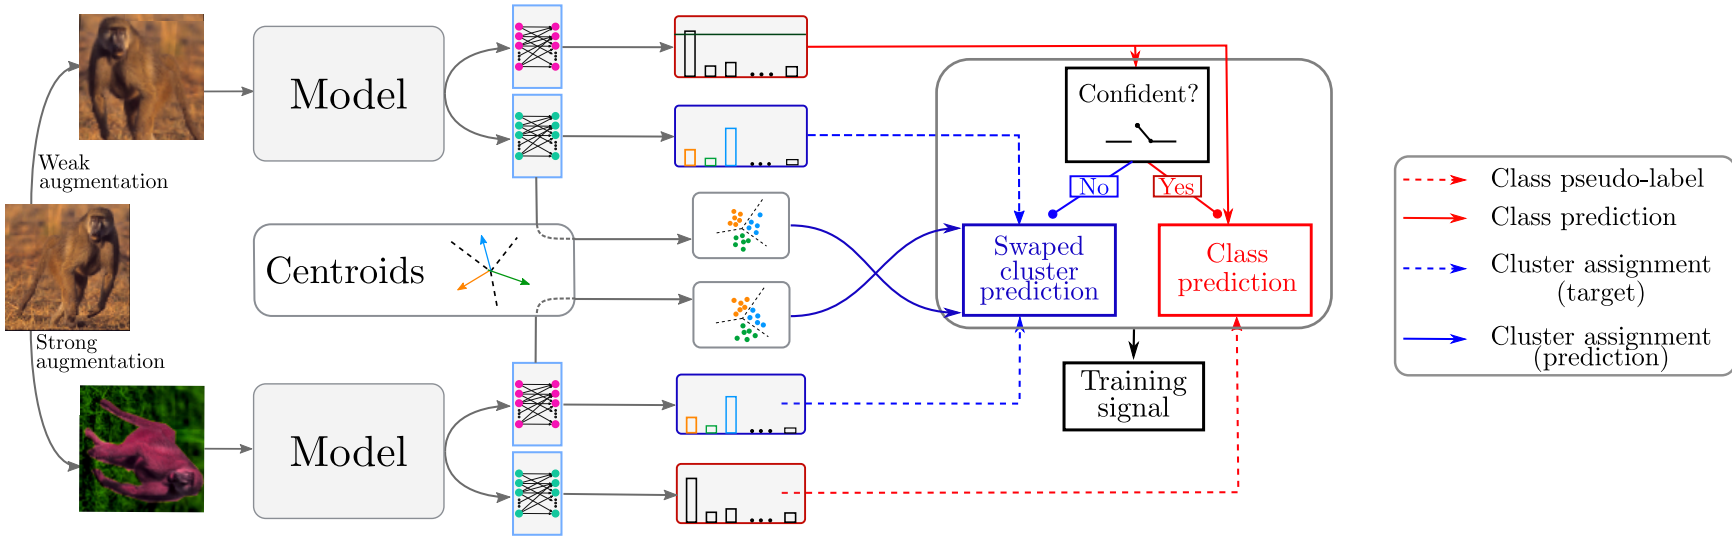 Weak
augmentation
Strong
augmentation
Model
Centroids
Model
Confident?
No
Yes
Swaped
cluster
prediction
Class
prediction
Training
signal
Class pseudo-label
Class prediction
Cluster assignment
(target)
Cluster assignment
(prediction)